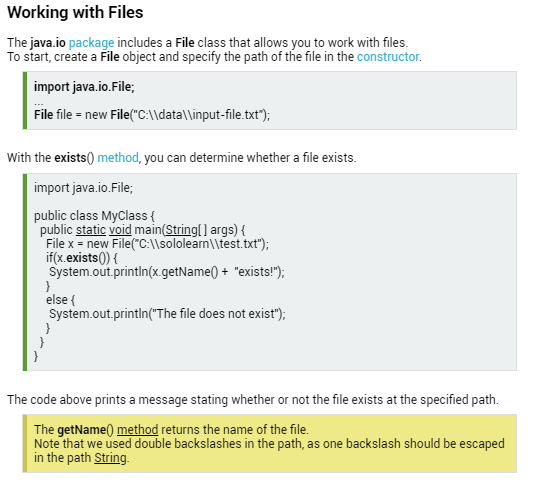 Working with Files
The java.io package includes a File class that allows you to work with files.
To start, create a File object and specify the path of the file in the constructor.
import java.io.File;
...
File file = new File("C:\\data\\input-file.txt");
With the exists() method, you can determine whether a file exists.
import java.io.File;
public class MyClass {
public static void main(String[ ] args) {
File x = new File("C:\\sololearn\\test.txt");
if(x.exists()) {
System.out.println(x.getName() + "exists!");
}
else {
System.out.println("The file does not exist");
}
}
}
The code above prints a message stating whether or not the file exists at the specified path.
The getName() method returns the name of the file.
Note that we used double backslashes in the path, as one backslash should be escaped
in the path String.